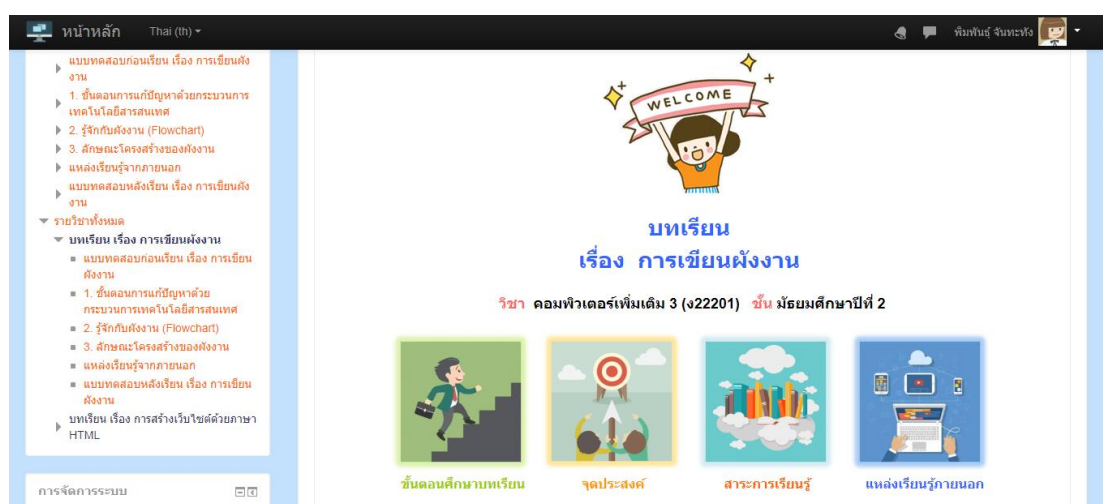 หน้าหลัก
Thai (th)
พิมพันธุ์ จันทะทัง
แบบทดสอบก่อนเรียน เรื่อง การเขียนผัง
งาน
1. ขั้นตอนการแก้ปัญหาด้วยกระบวนการ
เทคโนโลยีสารสนเทศ
2. รู้จักกับผังงาน (Flowchart)
3. ลักษณะโครงสร้างของผังงาน
แหล่งเรียนรู้จากภายนอก
แบบทดสอบหลังเรียน เรื่อง การเขียนผัง
งาน
รายวิชาทั้งหมด
บทเรียน เรื่อง การเขียนผังงาน
แบบทดสอบก่อนเรียน เรื่อง การเขียน
ผังงาน
1. ขั้นตอนการแก้ปัญหาด้วย
กระบวนการเทคโนโลยีสารสนเทศ
2. รู้จักกับผังงาน (Flowchart)
3. ลักษณะโครงสร้างของผังงาน
แหล่งเรียนรู้จากภายนอก
แบบทดสอบหลังเรียน เรื่อง การเขียน
ผังงาน
บทเรียน เรื่อง การสร้างเว็บไซต์ด้วยภาษา
HTML
การจัดการระบบ
WELCOME
บทเรียน
เรื่อง การเขียนผังงาน
วิชา คอมพิวเตอร์เพิ่มเติม 3 (ง22201) ชั้น มัธยมศึกษาปีที่ 2
ขั้นตอนศึกษาบทเรียน
จุดประสงค์
สาระการเรียนรู้
แหล่งเรียนรู้ภายนอก